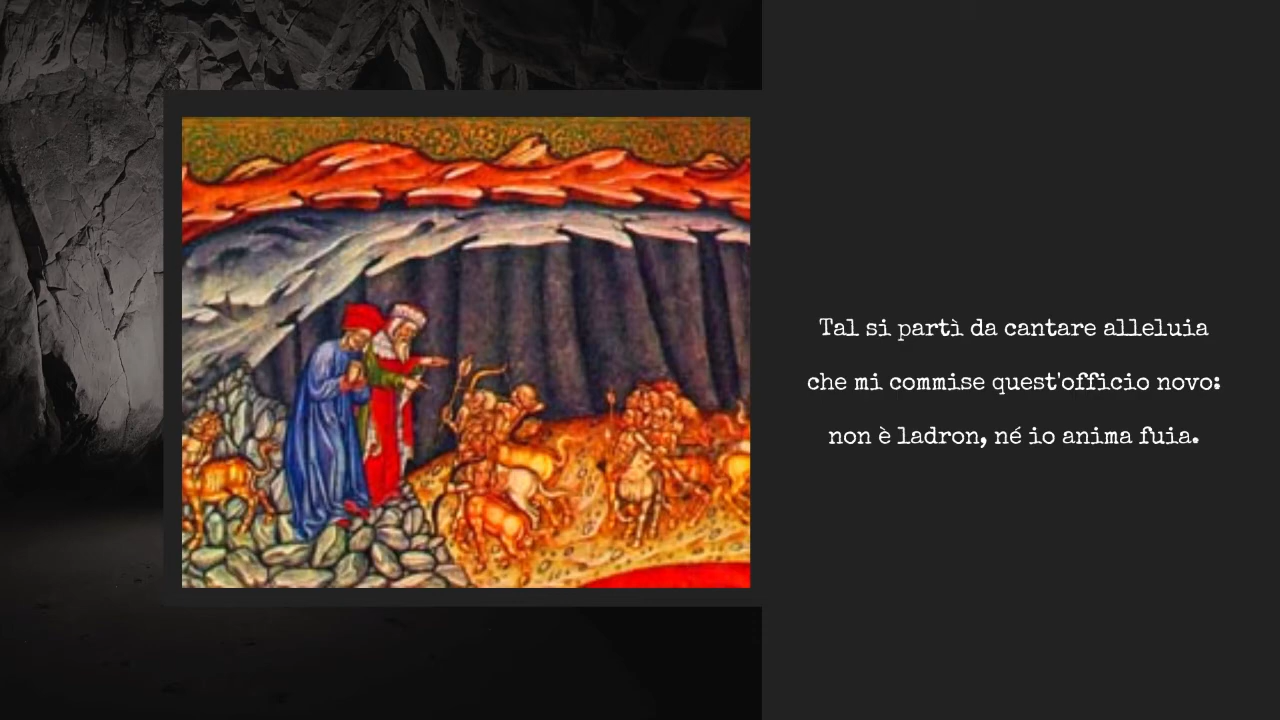 Tal si partì da cantare alleluia
che mi commise quest'officio novo:
non è ladron, né io anima fuia.